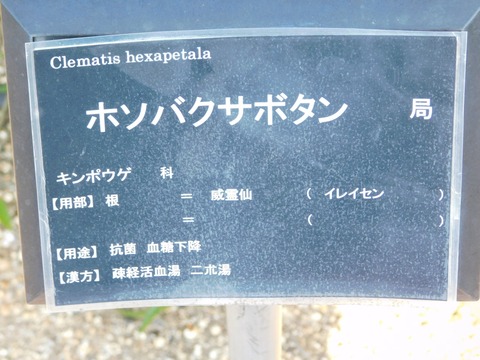 Clematis hexapetala
ホソバクサボタン 局
キンポウゲ 科
【用部】 根 = 威霊仙 ( イレイセン )
= ( )
【用途】 抗菌 血糖下降
【漢方】 疎経活血湯 二朮湯